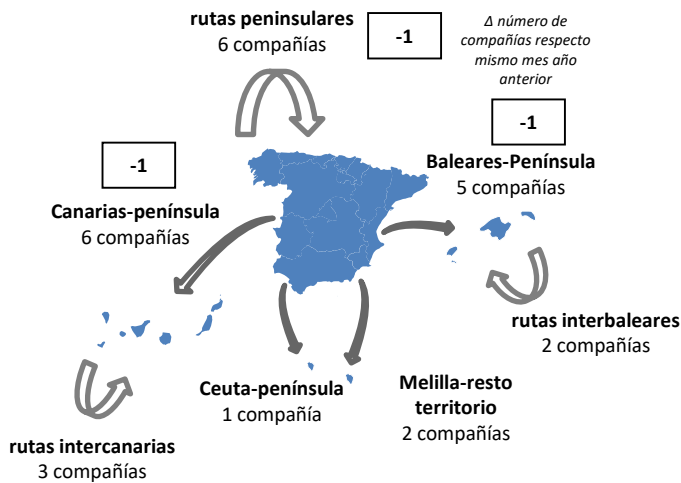 rutas peninsulares
6 compañías
-1
Δ número de
compañías respecto
mismo mes año
anterior
-1
Baleares-Península
5 compañías
-1
Canarias-península
6 compañías
rutas interbaleares
2 compañías
Ceuta-península
1 compañía
Melilla-resto
territorio
2 compañías
rutas intercanarias
3 compañías